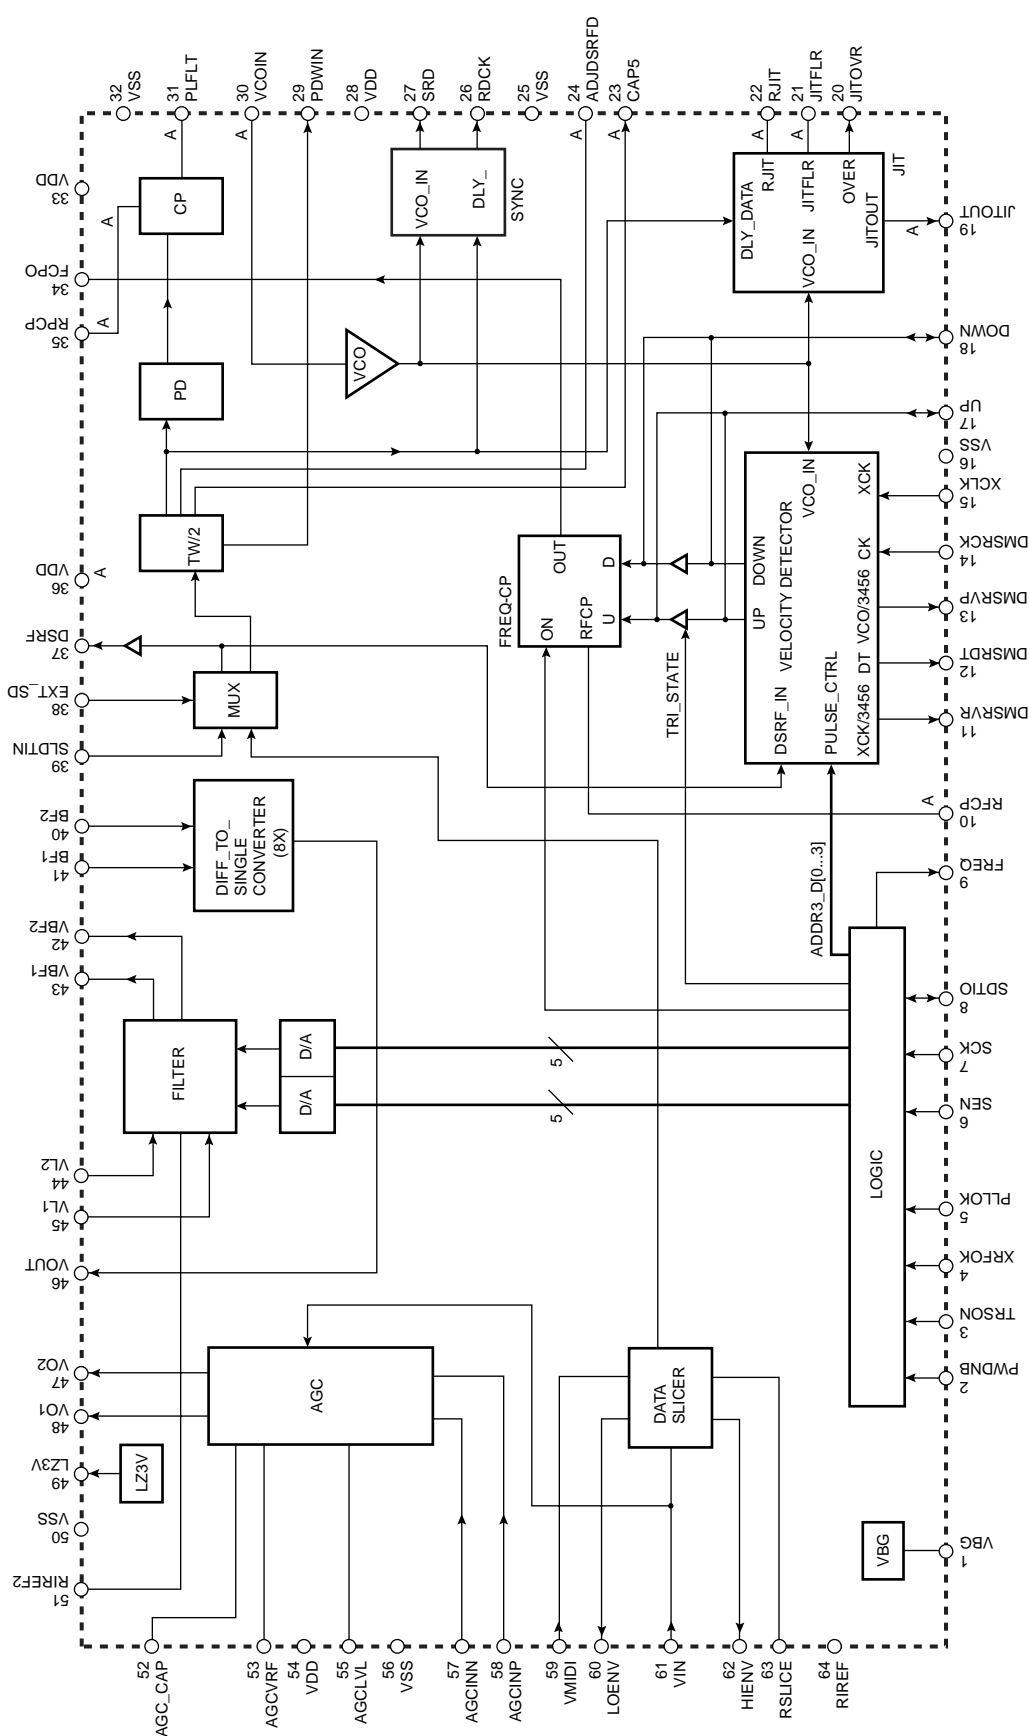 32
VSS
31
PLFLT
30
VCOIN
29
PDWIN
28
VDD
27
SRD
26
RDCK
25
VSS
24
ADJDSRFD
23
CAP5
22
RJIT
21
JITFLR
20
JITOVR
A
A
A
A
A
A
33
VDD
34
FCPO
35
RPCP
36
VDD
37
DSRF
38
EXT_SD
39
SLDTIN
40
BF2
41
BF1
42
VBF2
43
VBF1
44
VL2
45
VL1
46
VOUT
47
VO2
48
VO1
49
LZ3V
50
VSS
51
RIREF2
A
A
A
CP
PD
TW/2
MUX
DIFF_TO_
SINGLE
CONVERTER
(8X)
FILTER
D/A
D/A
5
5
AGC
LZ3V
VCO
VCO_IN
DLY_
SYNC
DLY_DATA
RJIT
VCO_IN
JITFLR
OVER
JITOUT
JIT
FREQ-CP
ON
OUT
RFCP
U
D
TRI_STATE
UP
DOWN
DSRF_IN
VELOCITY DETECTOR
VCO_IN
PULSE_CTRL
XCK/3456
DT
VCO/3456
CK
XCK
ADDR3_D[0...3]
LOGIC
DATA
SLICER
VBG
19
JITOUT
A
18
DOWN
17
UP
16
VSS
15
XCLK
14
DMSRCK
13
DMSRVP
12
DMSRDT
11
DMSRVR
10
RFCP
A
9
FREQ
8
SDTIO
7
SCK
6
SEN
5
PLLOK
4
XRFOK
3
TRSON
2
PWDNB
1
VBG
52
AGC_CAP
53
AGCVRF
54
VDD
55
AGCLVL
56
VSS
57
AGCINN
58
AGCINP
59
VMIDI
60
LOENV
61
VIN
62
HIENV
63
RSLICE
64
RIREF